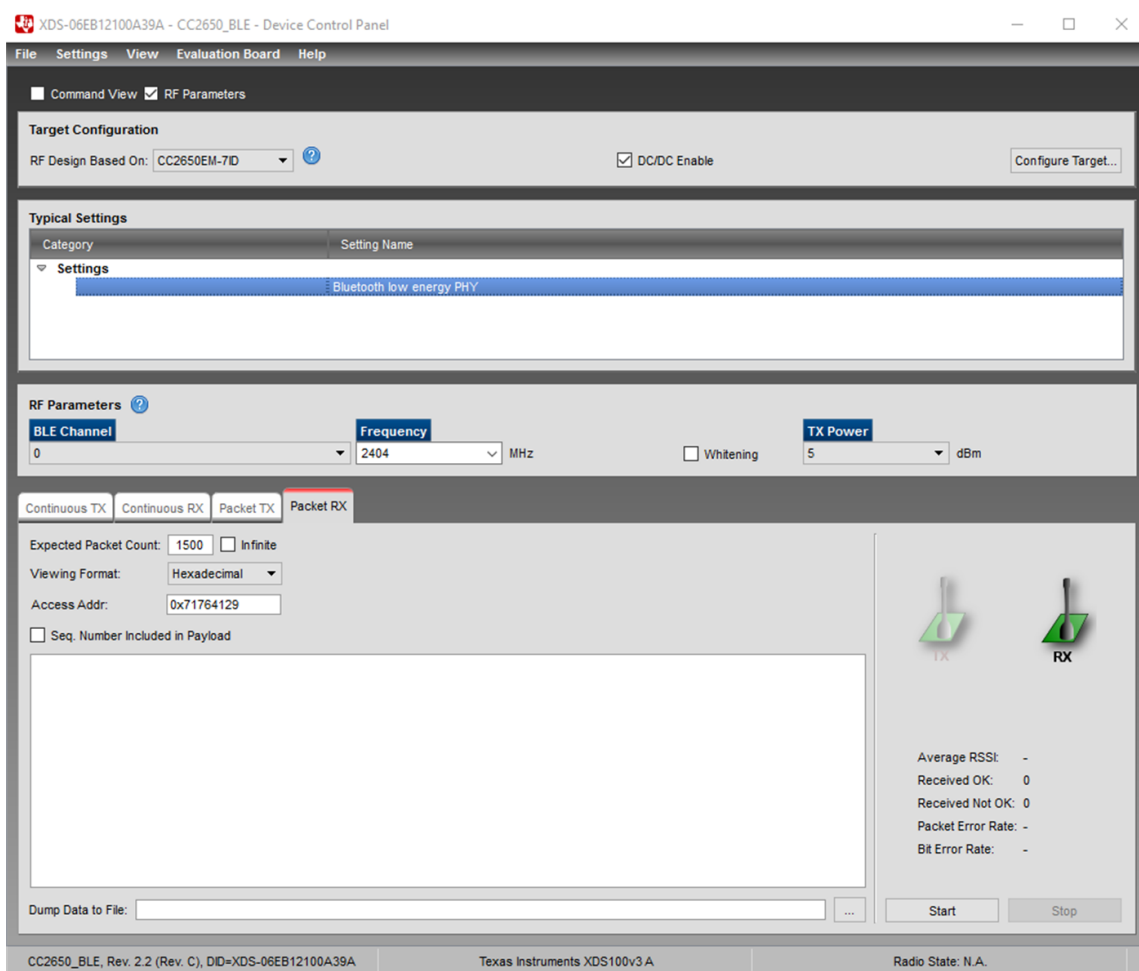 XDS-06EB12100A39A - CC2650_BLE - Device Control Panel
File Settings View Evaluation Board Help
Command View RF Parameters
Target Configuration
RF Design Based On: CC2650EM-7ID DC/DC Enable Configure Target...
Typical Settings
Category Setting Name
Settings
Bluetooth low energy PHY
RF Parameters
BLE Channel Frequency TX Power
0 2404 MHz Whitening 5 dBm
Continuous TX Continuous RX Packet TX Packet RX
Expected Packet Count: 1500 Infinite
Viewing Format: Hexadecimal
Access Addr: 0x71764129
Seq. Number Included in Payload
TX RX
Average RSSI: -
Received OK: 0
Received Not OK: 0
Packet Error Rate: -
Bit Error Rate: -
Dump Data to File: ... Start Stop
CC2650_BLE, Rev. 2.2 (Rev. C), DID=XDS-06EB12100A39A Texas Instruments XDS100v3 A Radio State: N.A.